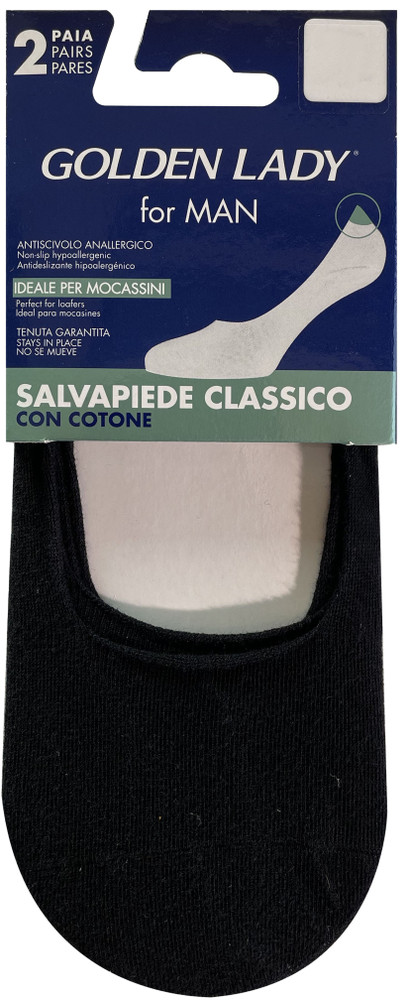 2 PAIA
PAIRS
PARES
GOLDEN LADY®
for MAN
ANTISCIVOLO ANALLERGICO
Non-slip hypoallergenic
Antideslizante hipoalergénico
IDEALE PER MOCASSINI
Perfect for loafers
Ideal para mocasines
TENUTA GARANTITA
STAYS IN PLACE
NO SE MUEVE
SALVAPIEDE CLASSICO
CON COTONE